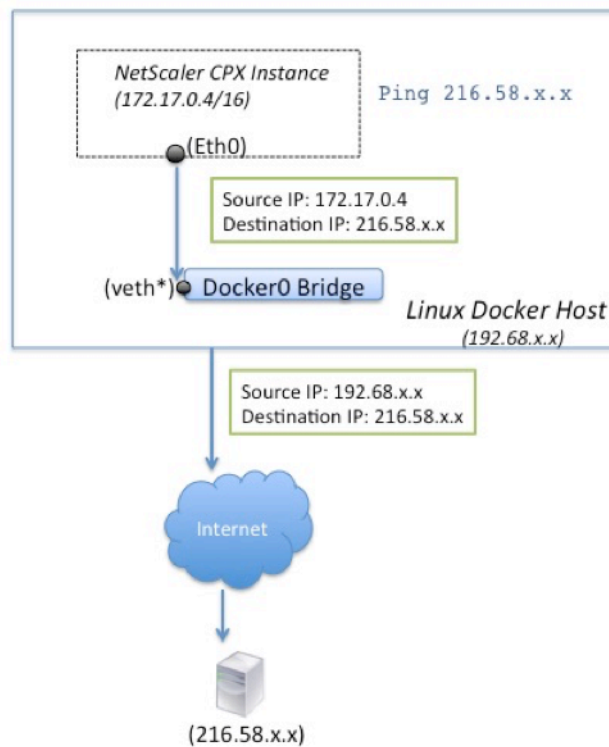 NetScaler CPX Instance
(172.17.0.4/16)
Ping 216.58.x.x
(Eth0)
Source IP: 172.17.0.4
Destination IP: 216.58.x.x
(veth*)
Docker0 Bridge
Linux Docker Host
(192.68.x.x)
Source IP: 192.68.x.x
Destination IP: 216.58.x.x
Internet
(216.58.x.x)